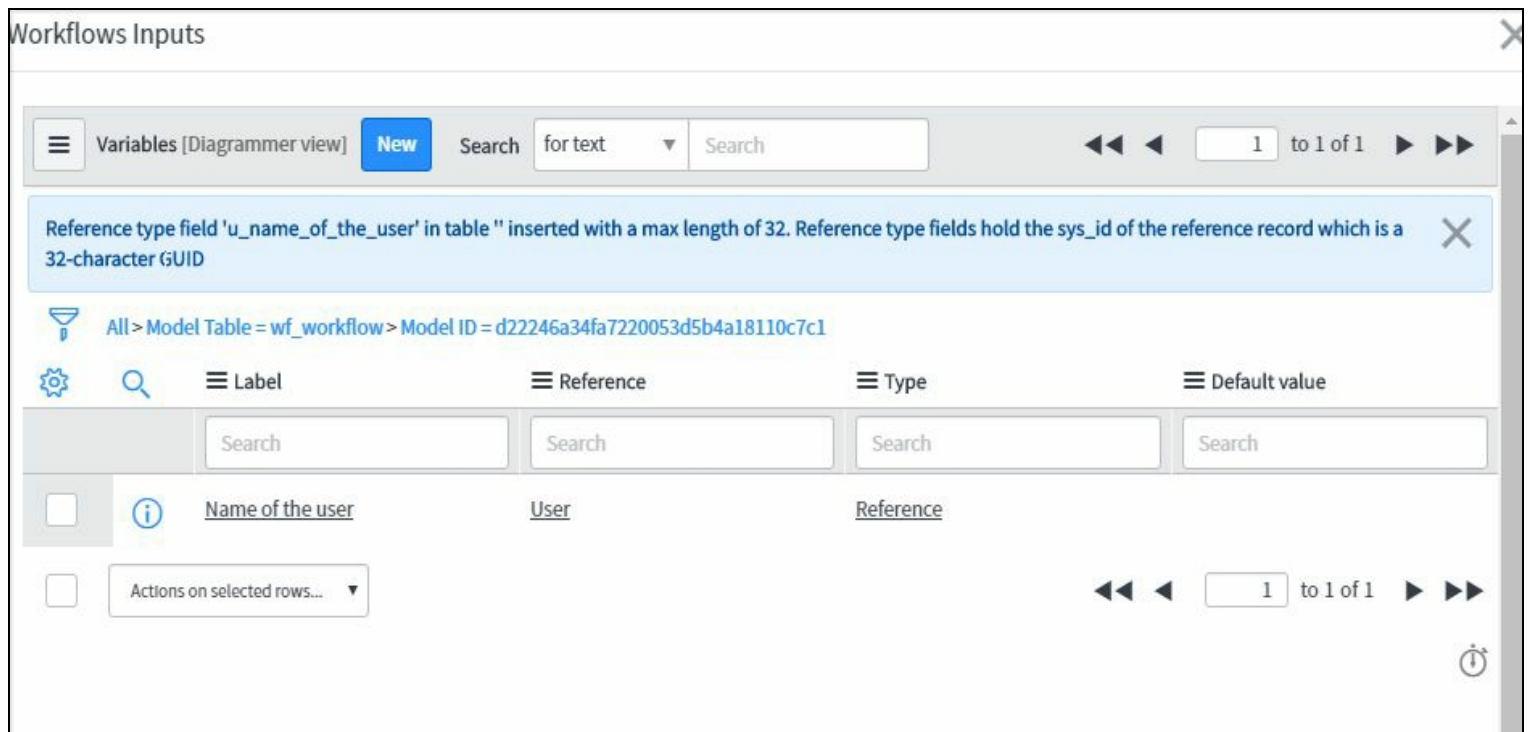 Workflows Inputs
Variables [Diagrammer view] New Search for text Search 1 to 1 of 1
Reference type field 'u_name_of_the_user' in table '' inserted with a max length of 32. Reference type fields hold the sys_id of the reference record which is a
32-character GUID
All > Model Table = wf_workflow > Model ID = d22246a34fa7220053d5b4a18110c7c1
Label Reference Type Default value
Search Search Search Search
Name of the user User Reference
Actions on selected rows... 1 to 1 of 1